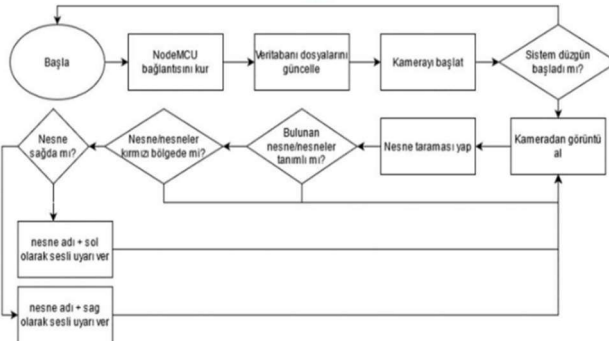 Başla
NodeMCU
bağlantısını kur
Veritabanı dosyalarını
güncelle
Kamerayı başlat
Sistem düzgün
başladı mı?
Nesne
sağda mı?
Nesne/nesneler
kırmızı bölgede mi?
Bulunan
nesne/nesneler
tanımlı mı?
Nesne taraması yap
Kameradan görüntü
al
nesne adı + sol
olarak sesli uyarı ver
nesne adı + sag
olarak sesli uyarı ver